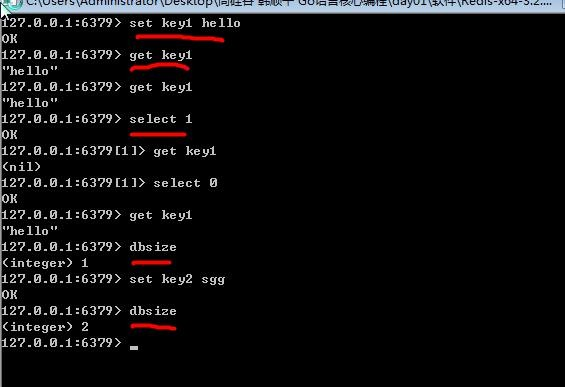 C:\Users\Administrator\Desktop\尚硅谷 韩顺平 Go语言核心编程\day01\软件\Redis-x64-3.2....
127.0.0.1:6379> set key1 hello
OK
127.0.0.1:6379> get key1
"hello"
127.0.0.1:6379> get key1
"hello"
127.0.0.1:6379> select 1
OK
127.0.0.1:6379[1]> get key1
(nil)
127.0.0.1:6379[1]> select 0
OK
127.0.0.1:6379> get key1
"hello"
127.0.0.1:6379> dbsize
(integer) 1
127.0.0.1:6379> set key2 sgg
OK
127.0.0.1:6379> dbsize
(integer) 2
127.0.0.1:6379>